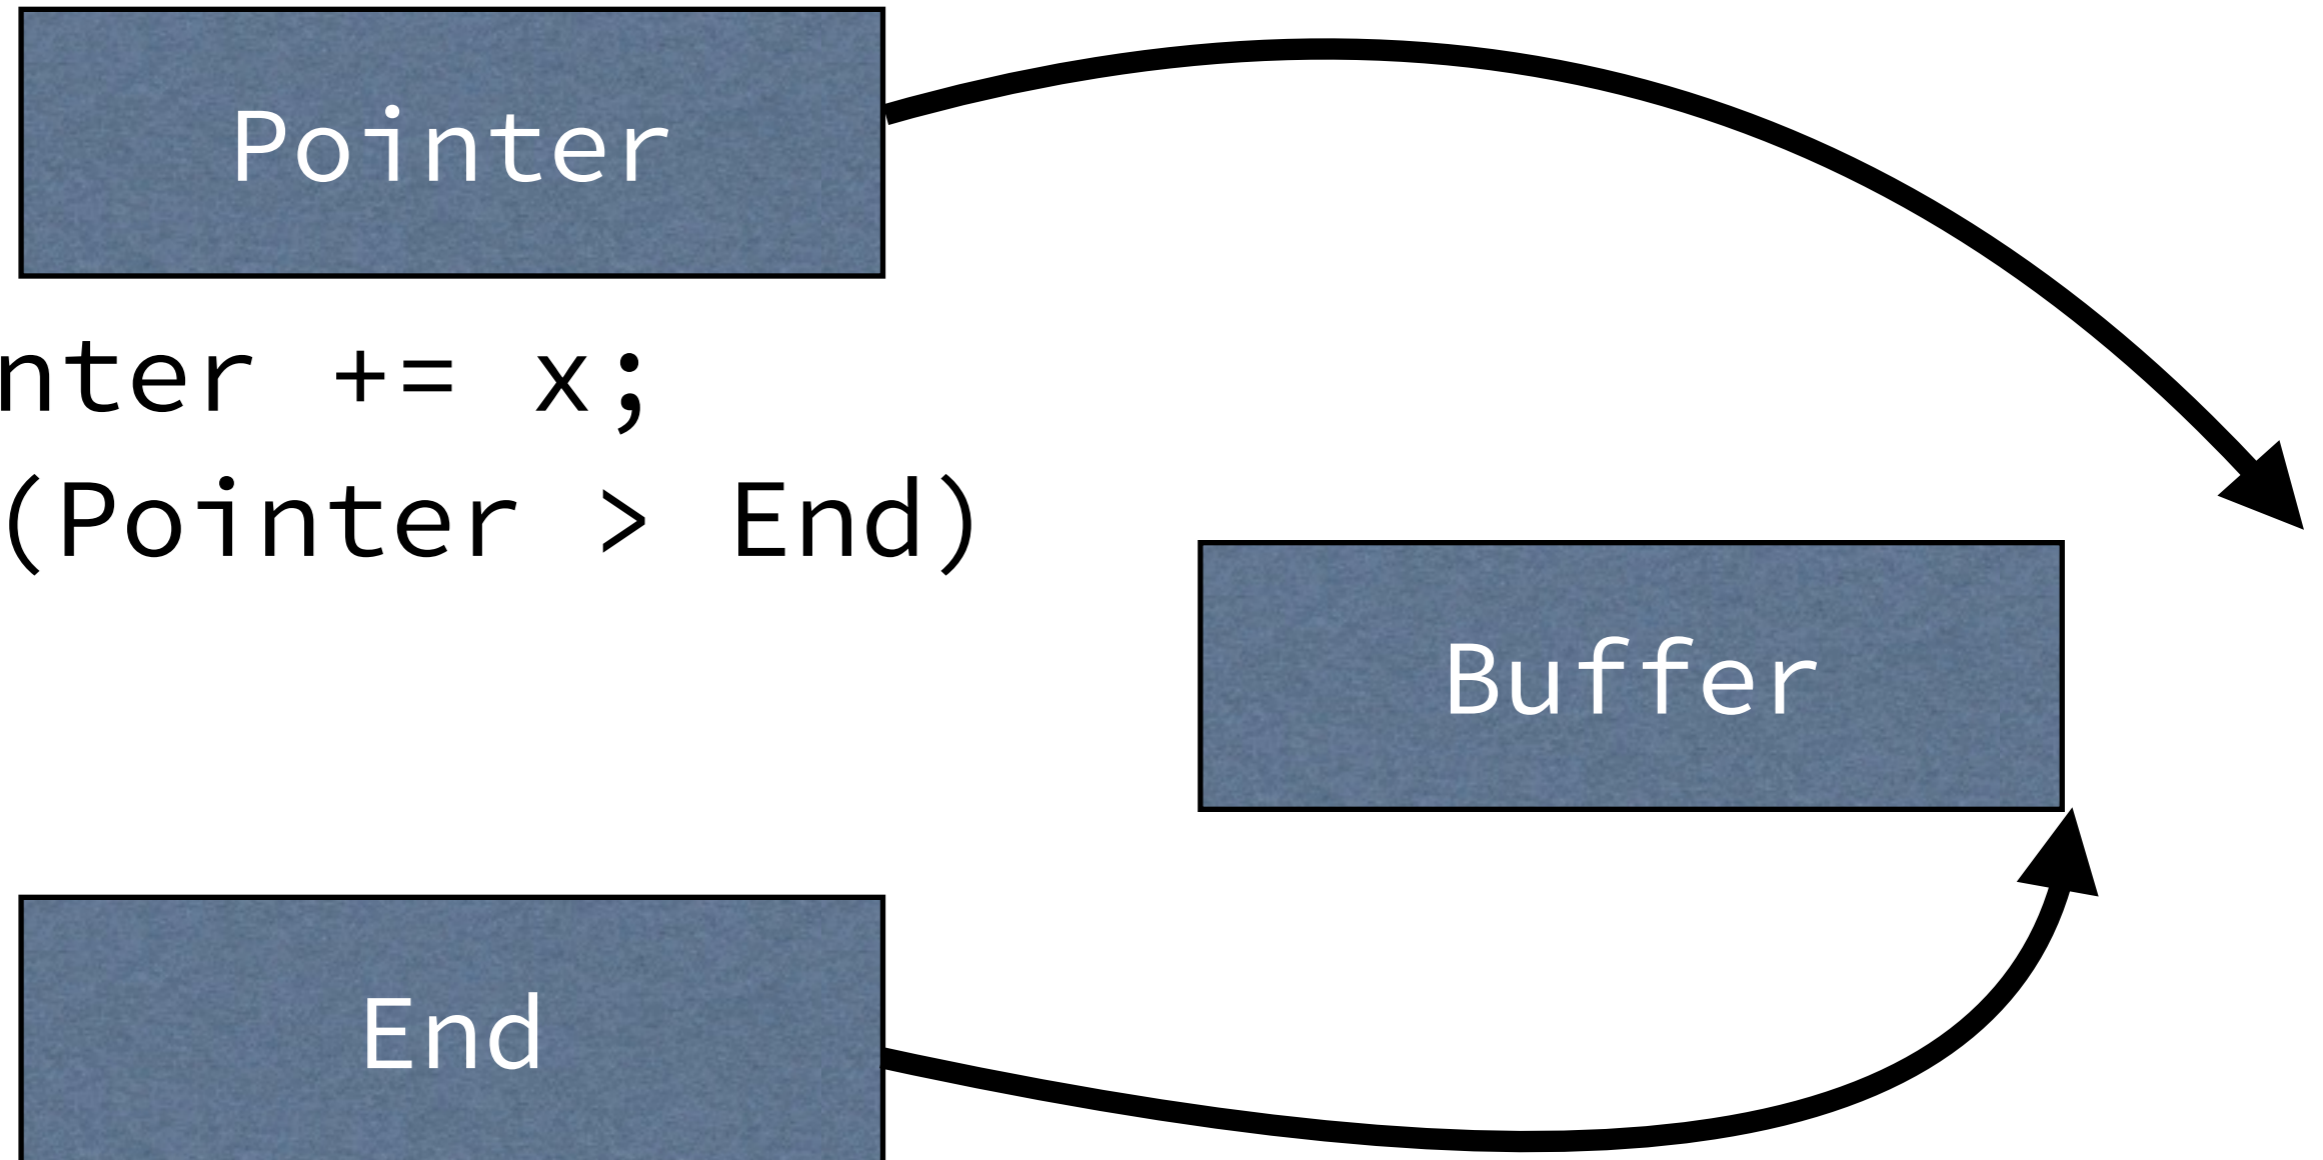 Pointer
nter += x;
(Pointer > End)
Buffer
End